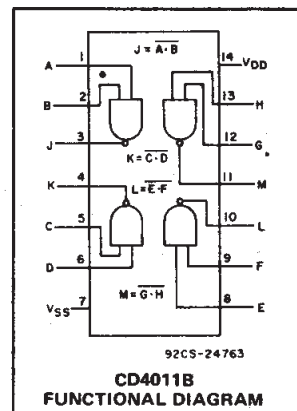 J = A·B
A 1
14 VDD
B 2
13 H
J 3
12 G
K = C·D
K 4
11 M
L = E·F
10 L
C 5
9 F
D 6
8 E
VSS 7
M = G·H
92CS-24763
CD4011B
FUNCTIONAL DIAGRAM